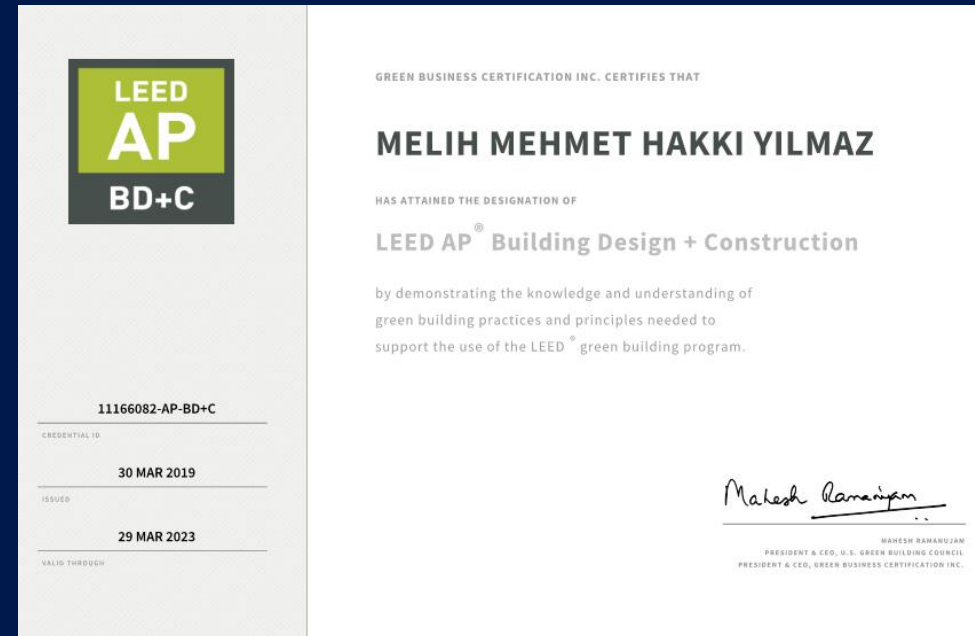 LEED
AP
BD+C
11166082-AP-BD+C
CREDENTIAL ID
30 MAR 2019
ISSUED
29 MAR 2023
VALID THROUGH
GREEN BUSINESS CERTIFICATION INC. CERTIFIES THAT
MELIH MEHMET HAKKI YILMAZ
HAS ATTAINED THE DESIGNATION OF
LEED AP® Building Design + Construction
by demonstrating the knowledge and understanding of
green building practices and principles needed to
support the use of the LEED® green building program.
Mahesh Ramanujam
MAHESH RAMANUJAM
PRESIDENT & CEO, U.S. GREEN BUILDING COUNCIL
PRESIDENT & CEO, GREEN BUSINESS CERTIFICATION INC.